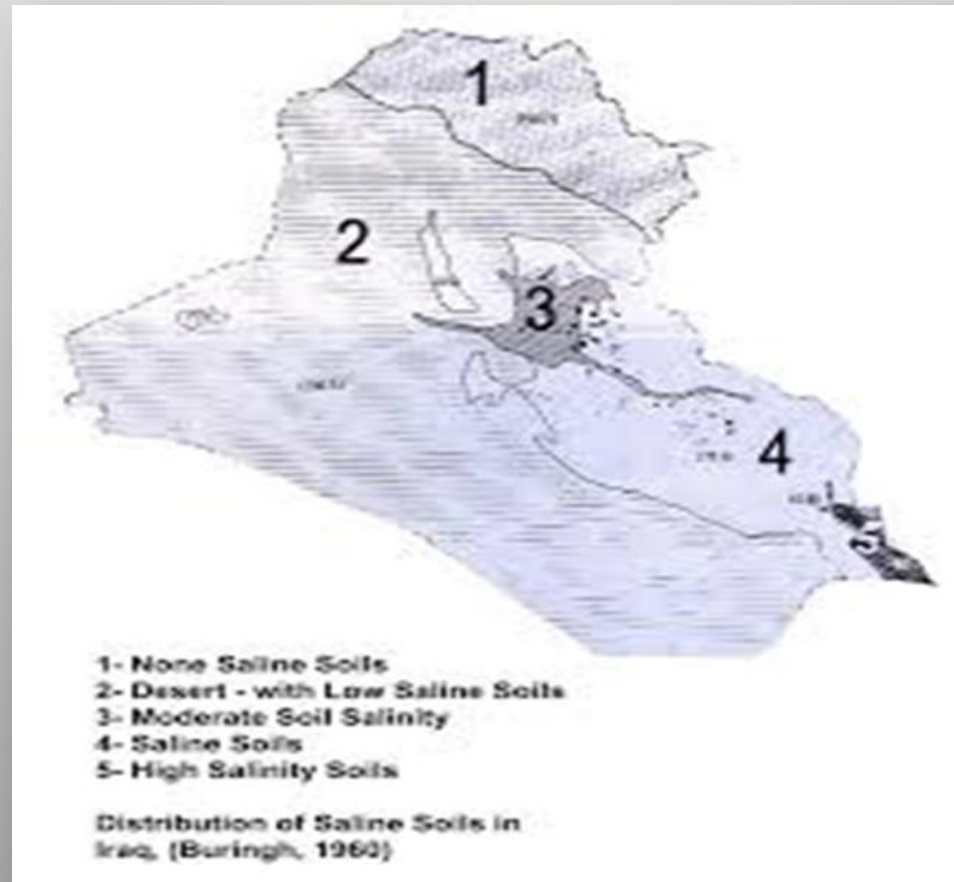 1
2
3
4
5
1- None Saline Soils
2- Desert - with Low Saline Soils
3- Moderate Soil Salinity
4- Saline Soils
5- High Salinity Soils
Distribution of Saline Soils in
Iraq, (Buringh, 1960)